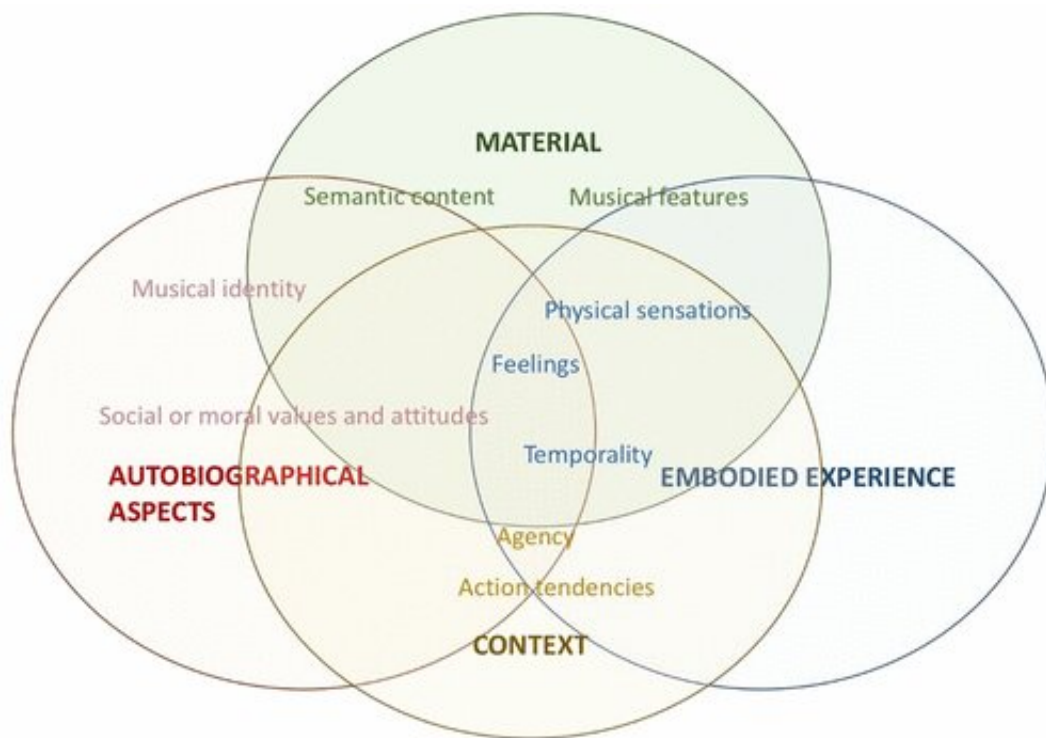 MATERIAL
Semantic content
Musical features
Musical identity
Physical sensations
Feelings
Social or moral values and attitudes
Temporality
AUTOBIOGRAPHICAL
ASPECTS
EMBODIED EXPERIENCE
Agency
Action tendencies
CONTEXT